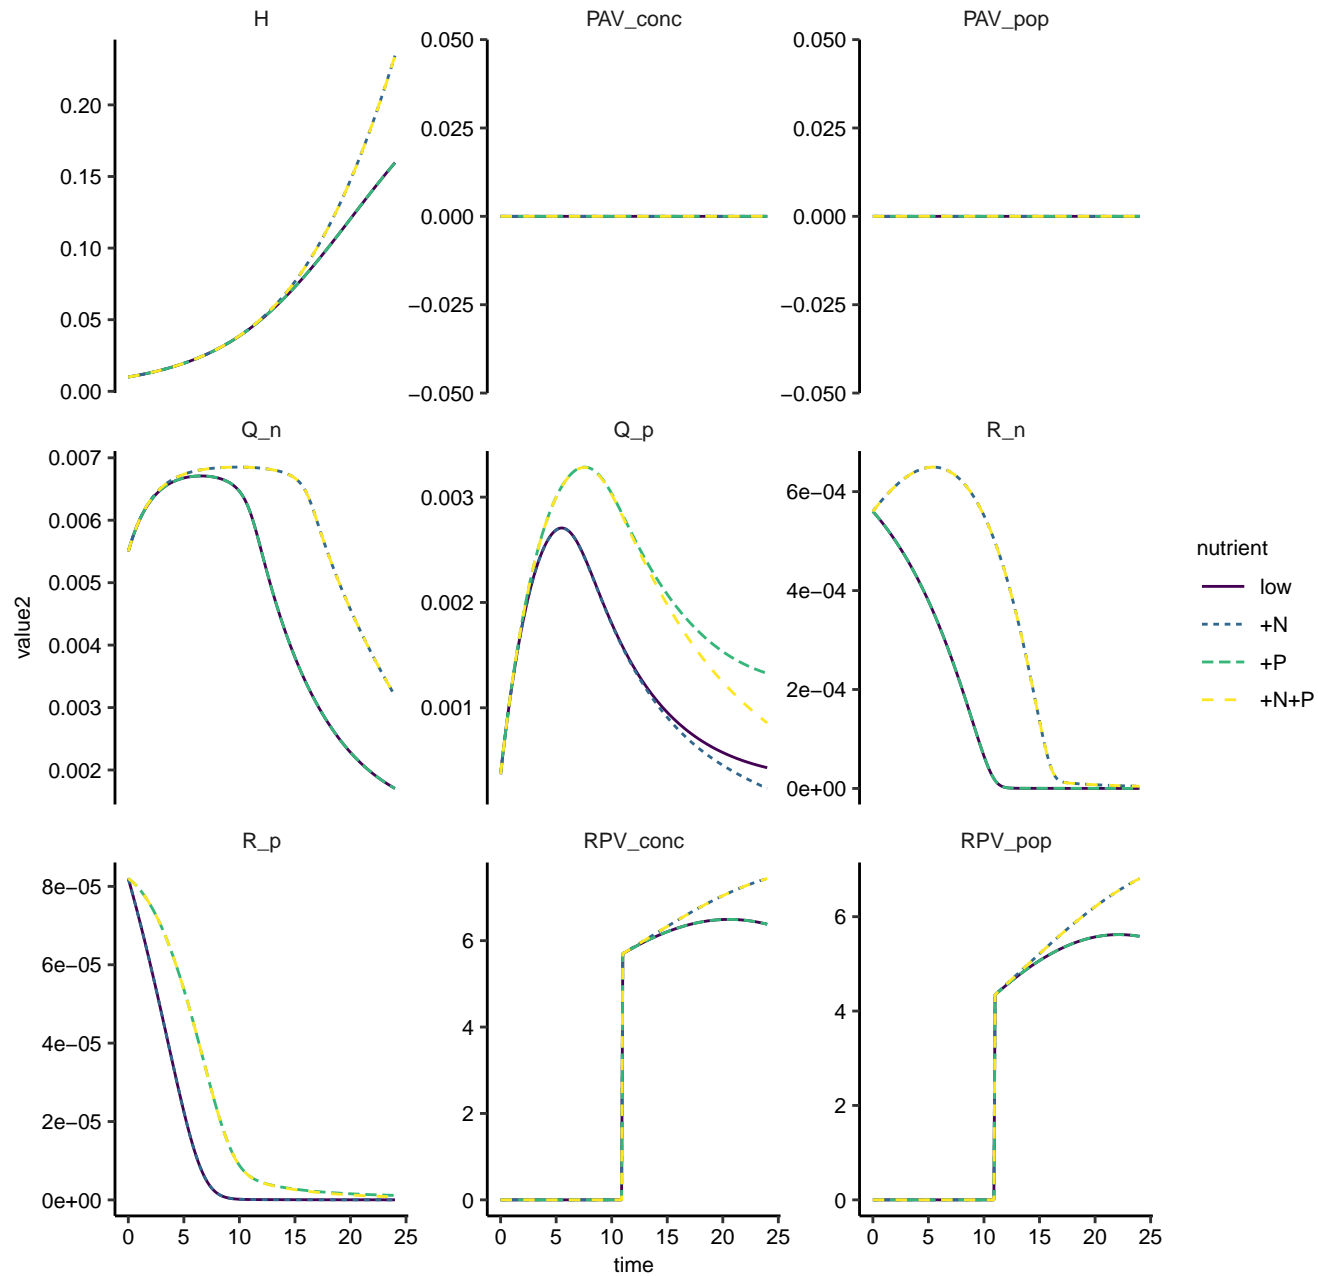 H
PAV_conc
PAV_pop
0.00
0.05
0.10
0.15
0.20
−0.050
−0.025
0.000
0.025
0.050
−0.050
−0.025
0.000
0.025
0.050
Q_n
Q_p
R_n
0.002
0.003
0.004
0.005
0.006
0.007
0.001
0.002
0.003
0e+00
2e−04
4e−04
6e−04
R_p
RPV_conc
RPV_pop
0e+00
2e−05
4e−05
6e−05
8e−05
0
2
4
6
0
2
4
6
0 5 10 15 20 25
0 5 10 15 20 25
0 5 10 15 20 25
time
value2
nutrient
low
+N
+P
+N+P